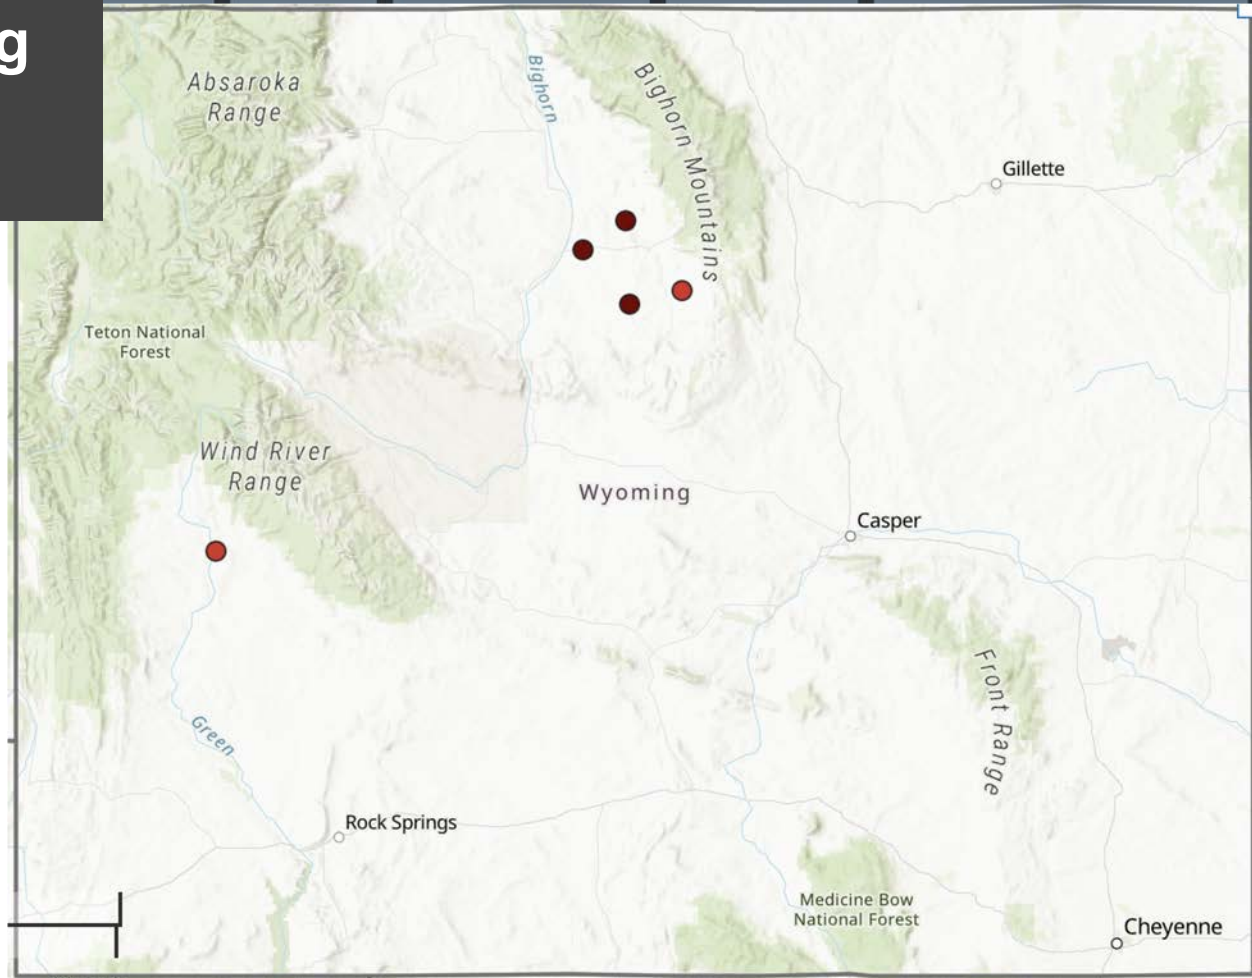 g
Absaroka
Range
Bighorn
Bighorn Mountains
Gillette
Teton National
Forest
Wind River
Range
Wyoming
Casper
Front Range
Green
Rock Springs
Medicine Bow
National Forest
Cheyenne